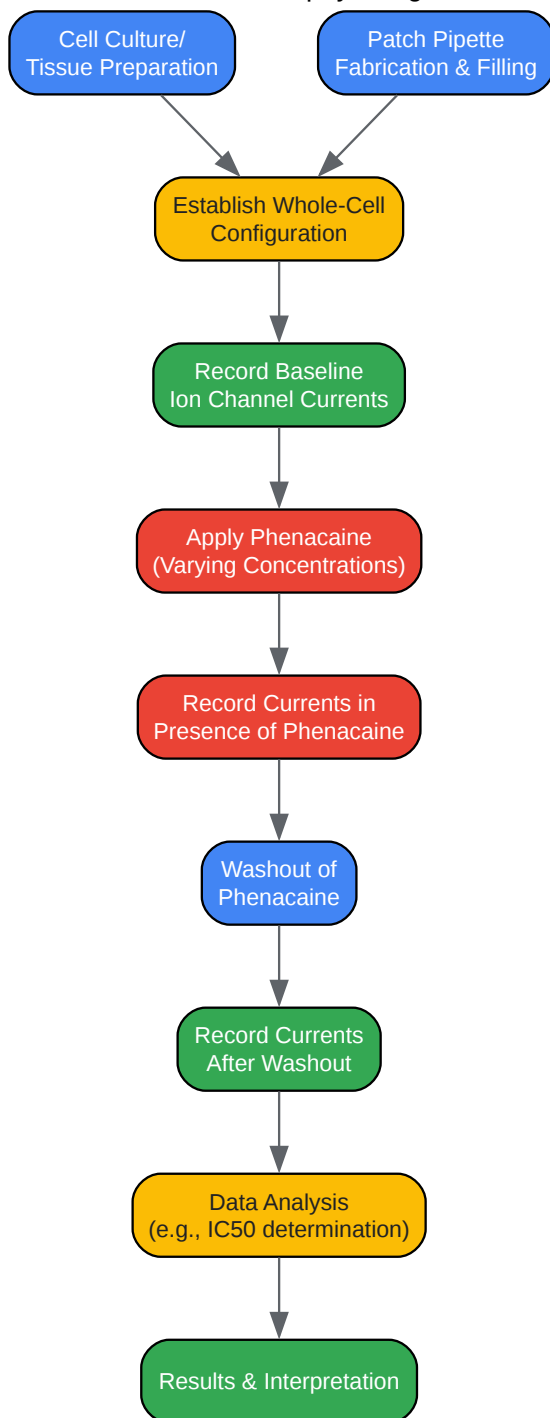 Cell Culture/
Tissue Preparation
Patch Pipette
Fabrication & Filling
Establish Whole-Cell
Configuration
Record Baseline
Ion Channel Currents
Apply Phenacaine
(Varying Concentrations)
Record Currents in
Presence of Phenacaine
Washout of
Phenacaine
Record Currents
After Washout
Data Analysis
(e.g., IC50 determination)
Results & Interpretation